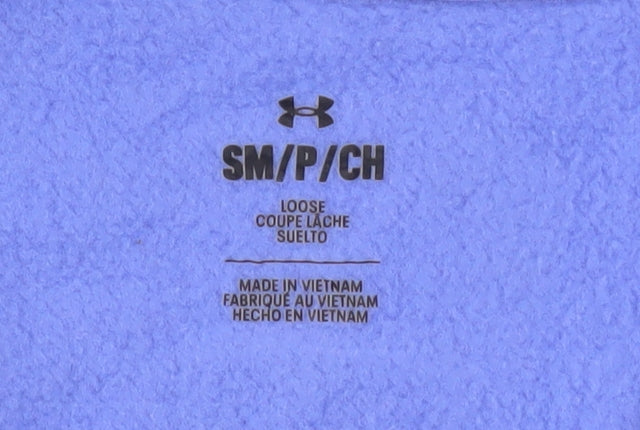 SM/P/CH
LOOSE
COUPE LÂCHE
SUELTO
MADE IN VIETNAM
FABRIQUÉ AU VIETNAM
HECHO EN VIETNAM